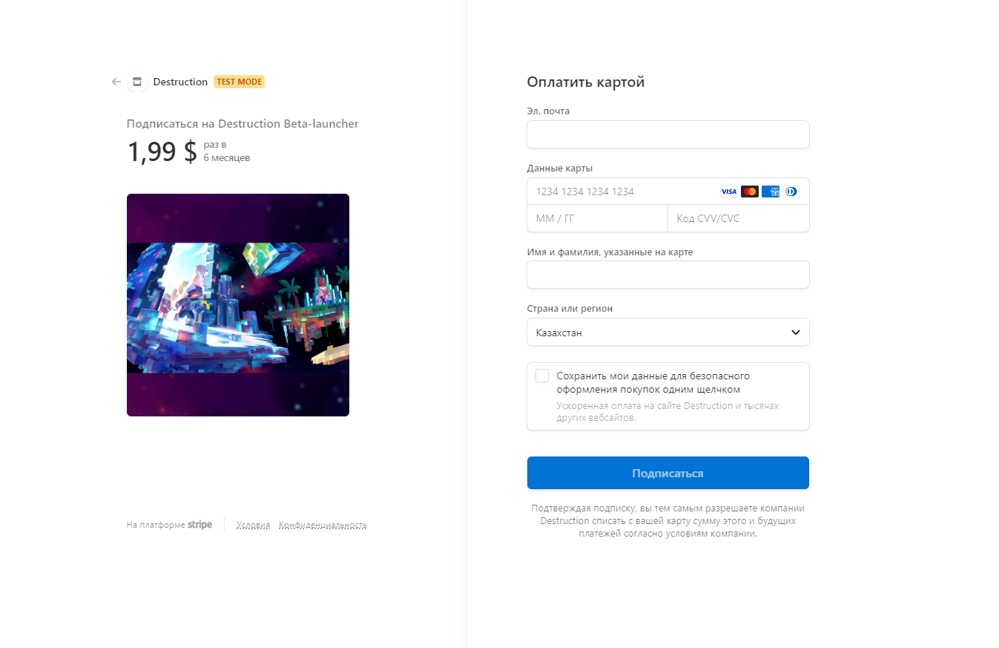 Destruction TEST MODE
Подписаться на Destruction Beta-launcher
1,99 $ раз в
6 месяцев
На платформе stripe Условия Конфиденциальность
Оплатить картой
Эл. почта
Данные карты
1234 1234 1234 1234 VISA
ММ / ГГ Код CVV/CVC
Имя и фамилия, указанные на карте
Страна или регион
Казахстан
Сохранить мои данные для безопасного
оформления покупок одним щелчком
Ускоренная оплата на сайте Destruction и тысячах
других вебсайтов.
Подписаться
Подтверждая подписку, вы тем самым разрешаете компании
Destruction списать с вашей карту сумму этого и будущих
платежей согласно условиям компании.